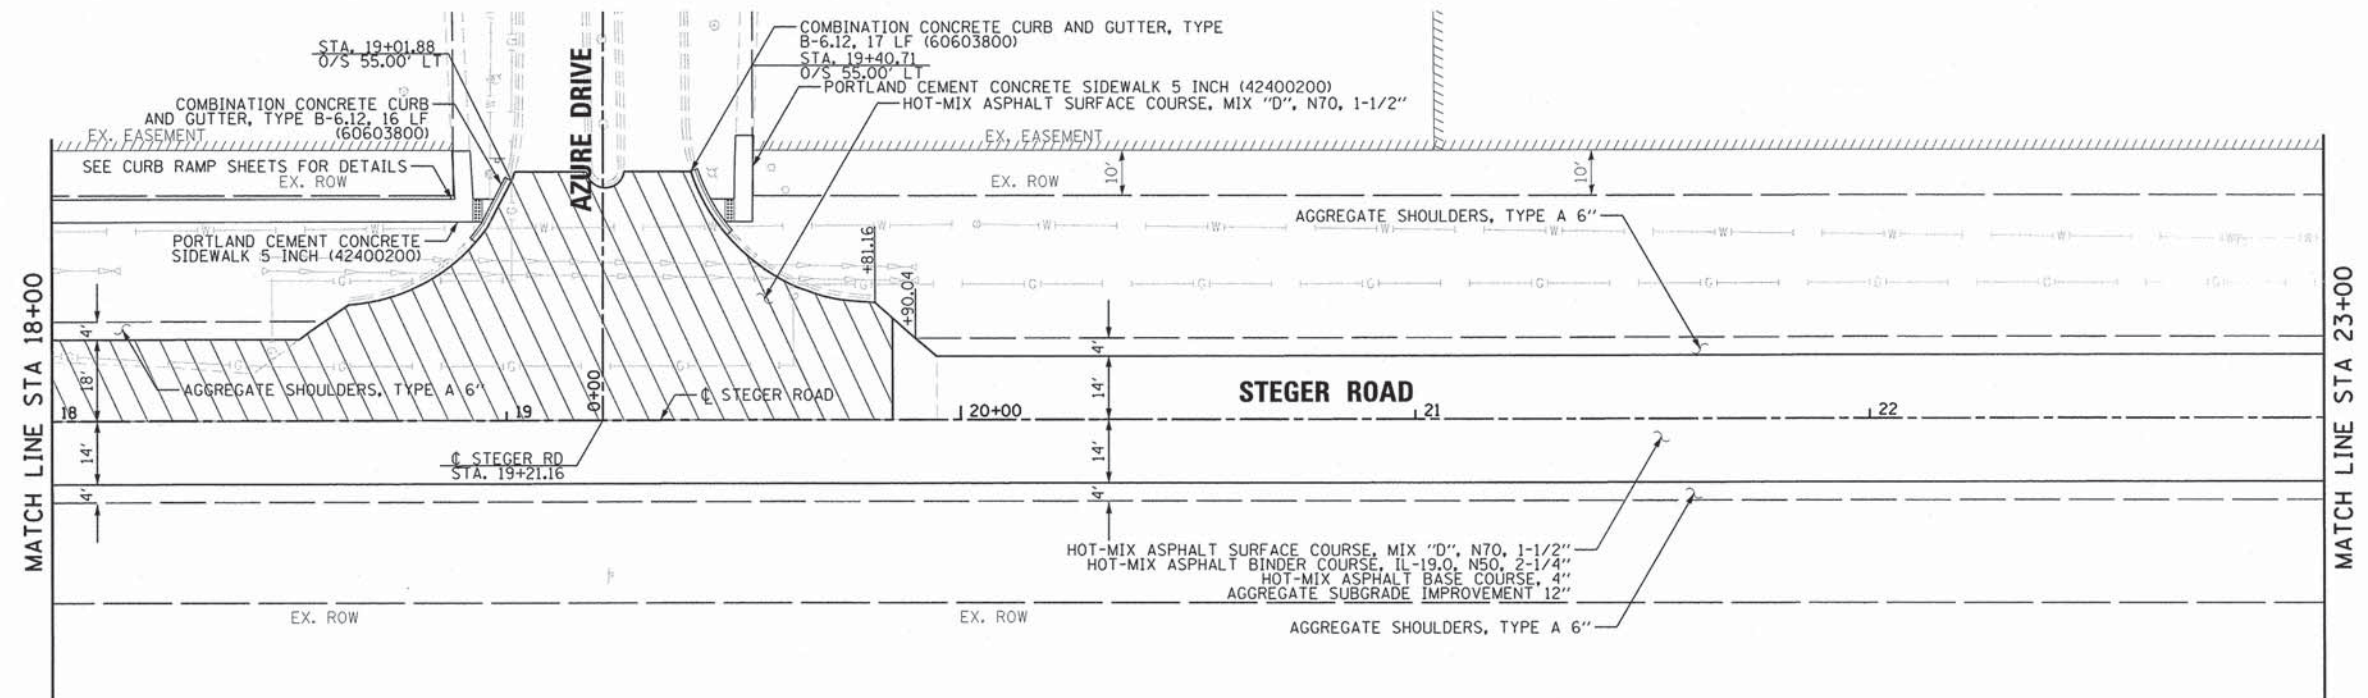 COMBINATION CONCRETE CURB AND GUTTER, TYPE
B-6.12, 17 LF (60603800)
STA. 19+40.71
O/S 55.00' LT
PORTLAND CEMENT CONCRETE SIDEWALK 5 INCH (42400200)
HOT-MIX ASPHALT SURFACE COURSE, MIX "D", N70, 1-1/2"
STA. 19+01.88
O/S 55.00' LT
COMBINATION CONCRETE CURB
AND GUTTER, TYPE B-6.12, 16 LF
(60603800)
EX. EASEMENT
EX. EASEMENT
SEE CURB RAMP SHEETS FOR DETAILS
EX. ROW
EX. ROW
AZURE DRIVE
10'
10'
PORTLAND CEMENT CONCRETE
SIDEWALK 5 INCH (42400200)
AGGREGATE SHOULDERS, TYPE A 6"
+81.16
+90.04
MATCH LINE STA 18+00
MATCH LINE STA 23+00
4'
18'
14'
4'
AGGREGATE SHOULDERS, TYPE A 6"
0+00
℄ STEGER ROAD
STEGER ROAD
4'
14'
14'
4'
18
19
20+00
21
22
℄ STEGER RD
STA. 19+21.16
HOT-MIX ASPHALT SURFACE COURSE, MIX "D", N70, 1-1/2"
HOT-MIX ASPHALT BINDER COURSE, IL-19.0, N50, 2-1/4"
HOT-MIX ASPHALT BASE COURSE, 4"
AGGREGATE SUBGRADE IMPROVEMENT 12"
EX. ROW
EX. ROW
AGGREGATE SHOULDERS, TYPE A 6"